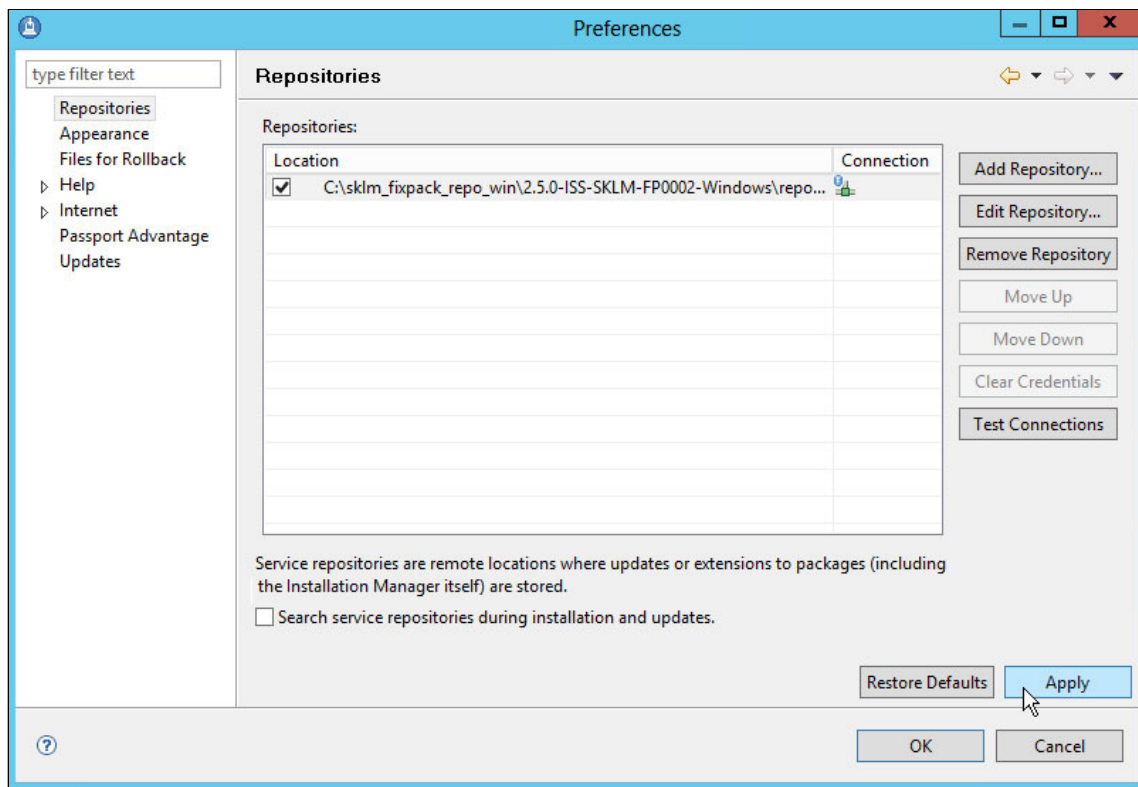 Preferences
type filter text
Repositories
Appearance
Files for Rollback
Help
Internet
Passport Advantage
Updates
Repositories
Repositories:
Location Connection
C:\sklm_fixpack_repo_win\2.5.0-ISS-SKLM-FP0002-Windows\repo...
Add Repository...
Edit Repository...
Remove Repository
Move Up
Move Down
Clear Credentials
Test Connections
Service repositories are remote locations where updates or extensions to packages (including
the Installation Manager itself) are stored.
Search service repositories during installation and updates.
Restore Defaults Apply
OK Cancel